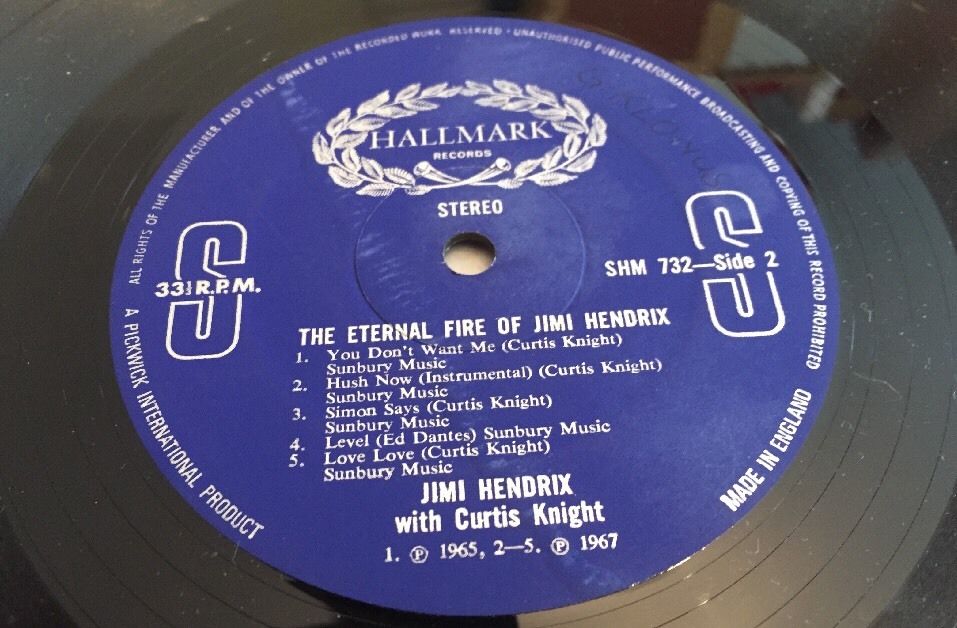 ALL RIGHTS OF THE MANUFACTURER AND OF THE OWNER OF THE RECORDED WORK RESERVED · UNAUTHORISED PUBLIC PERFORMANCE BROADCASTING AND COPYING OF THIS RECORD PROHIBITED
HALLMARK
RECORDS
STEREO
S
33⅓ R.P.M.
S
SHM 732—Side 2
THE ETERNAL FIRE OF JIMI HENDRIX
1. You Don't Want Me (Curtis Knight)
Sunbury Music
2. Hush Now (Instrumental) (Curtis Knight)
Sunbury Music
3. Simon Says (Curtis Knight)
Sunbury Music
4. Level (Ed Dantes) Sunbury Music
5. Love Love (Curtis Knight)
Sunbury Music
JIMI HENDRIX
with Curtis Knight
1. ℗ 1965, 2—5. ℗ 1967
A PICKWICK INTERNATIONAL PRODUCT
MADE IN ENGLAND